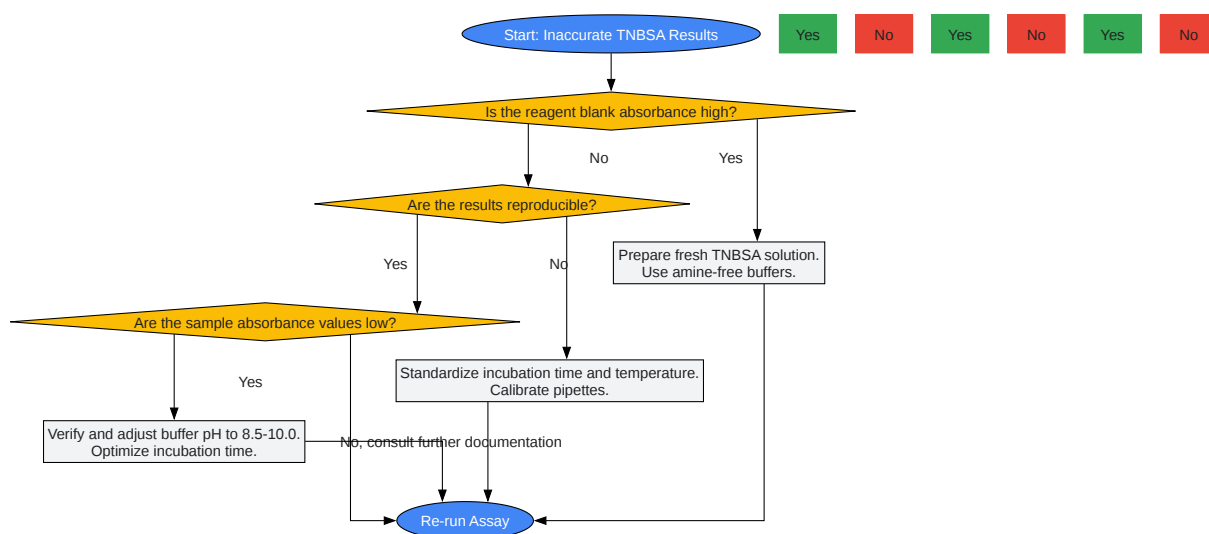 Start: Inaccurate TNBSA Results
Yes
No
Yes
No
Yes
No
Is the reagent blank absorbance high?
No
Yes
Are the results reproducible?
Yes
No
Prepare fresh TNBSA solution.
Use amine-free buffers.
Are the sample absorbance values low?
Standardize incubation time and temperature.
Calibrate pipettes.
Yes
Verify and adjust buffer pH to 8.5-10.0.
Optimize incubation time.
No, consult further documentation
Re-run Assay